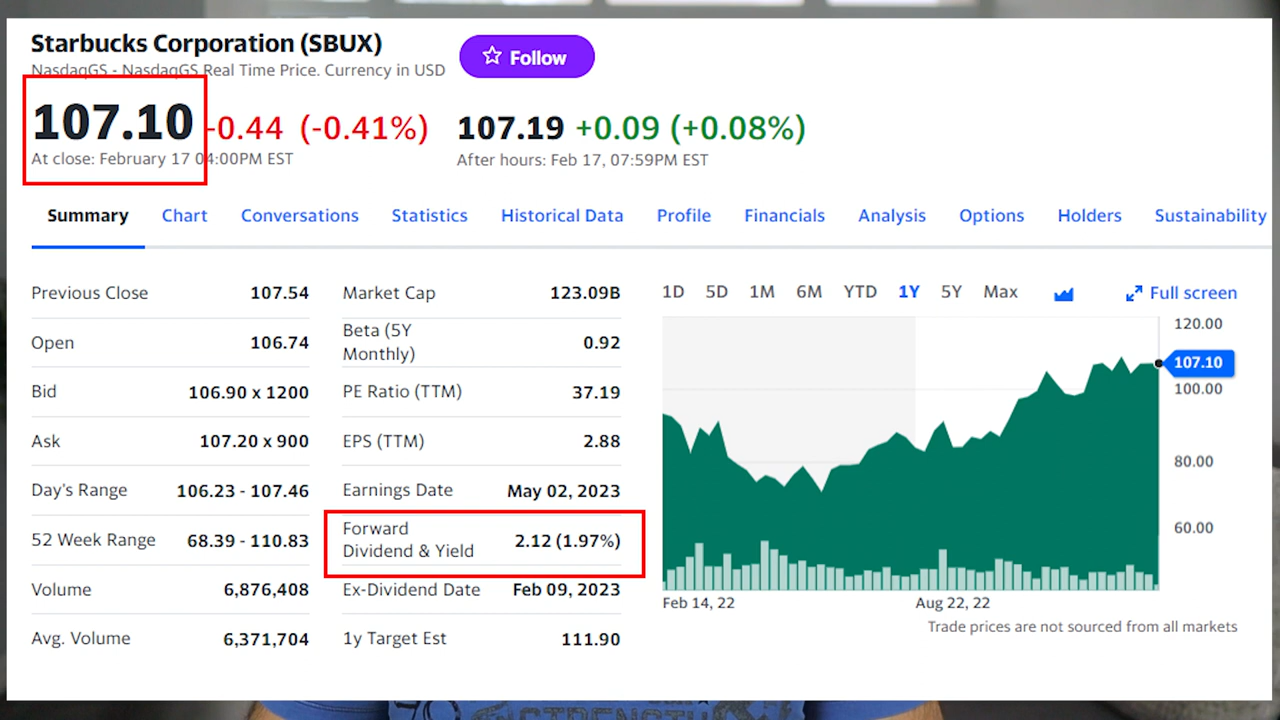 Starbucks Corporation (SBUX)
Follow
NasdaqGS - NasdaqGS Real Time Price. Currency in USD
107.10 -0.44 (-0.41%) 107.19 +0.09 (+0.08%)
At close: February 17 04:00PM EST After hours: Feb 17, 07:59PM EST
Summary Chart Conversations Statistics Historical Data Profile Financials Analysis Options Holders Sustainability
Previous Close 107.54
Open 106.74
Bid 106.90 x 1200
Ask 107.20 x 900
Day's Range 106.23 - 107.46
52 Week Range 68.39 - 110.83
Volume 6,876,408
Avg. Volume 6,371,704
Market Cap 123.09B
Beta (5Y
Monthly) 0.92
PE Ratio (TTM) 37.19
EPS (TTM) 2.88
Earnings Date May 02, 2023
Forward
Dividend & Yield 2.12 (1.97%)
Ex-Dividend Date Feb 09, 2023
1y Target Est 111.90
1D 5D 1M 6M YTD 1Y 5Y Max Full screen
120.00
107.10
100.00
80.00
60.00
Feb 14, 22 Aug 22, 22
Trade prices are not sourced from all markets
STRENGTH